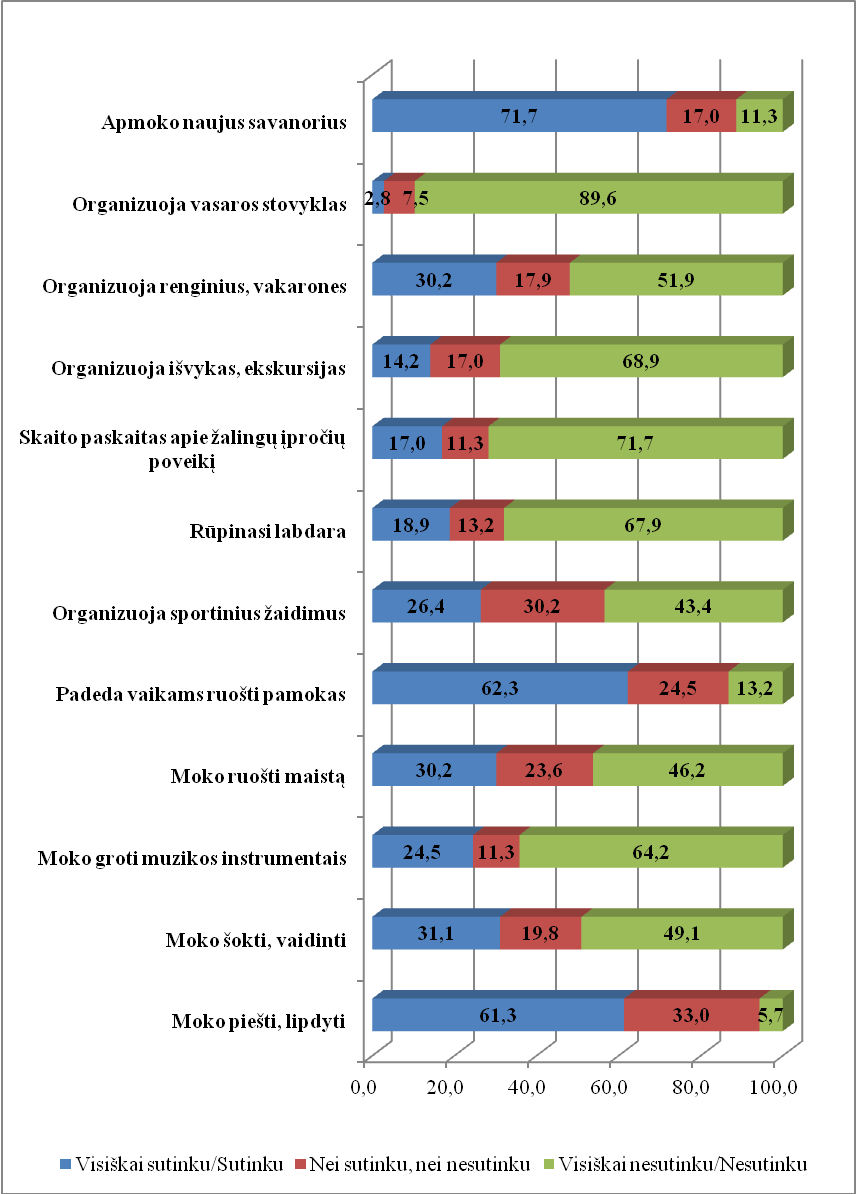 Apmoko naujus savanorius
71,7 17,0 11,3
Organizuoja vasaros stovyklas
2,8 7,5 89,6
Organizuoja renginius, vakarones
30,2 17,9 51,9
Organizuoja išvykas, ekskursijas
14,2 17,0 68,9
Skaito paskaitas apie žalingų įpročių
poveikį
17,0 11,3 71,7
Rūpinasi labdara
18,9 13,2 67,9
Organizuoja sportinius žaidimus
26,4 30,2 43,4
Padeda vaikams ruošti pamokas
62,3 24,5 13,2
Moko ruošti maistą
30,2 23,6 46,2
Moko groti muzikos instrumentais
24,5 11,3 64,2
Moko šokti, vaidinti
31,1 19,8 49,1
Moko piešti, lipdyti
61,3 33,0 5,7
0,0 20,0 40,0 60,0 80,0 100,0
Visiškai sutinku/Sutinku Nei sutinku, nei nesutinku Visiškai nesutinku/Nesutinku